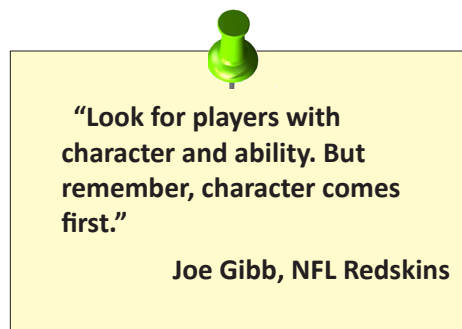 “Look for players with
character and ability. But
remember, character comes
first.”
Joe Gibb, NFL Redskins